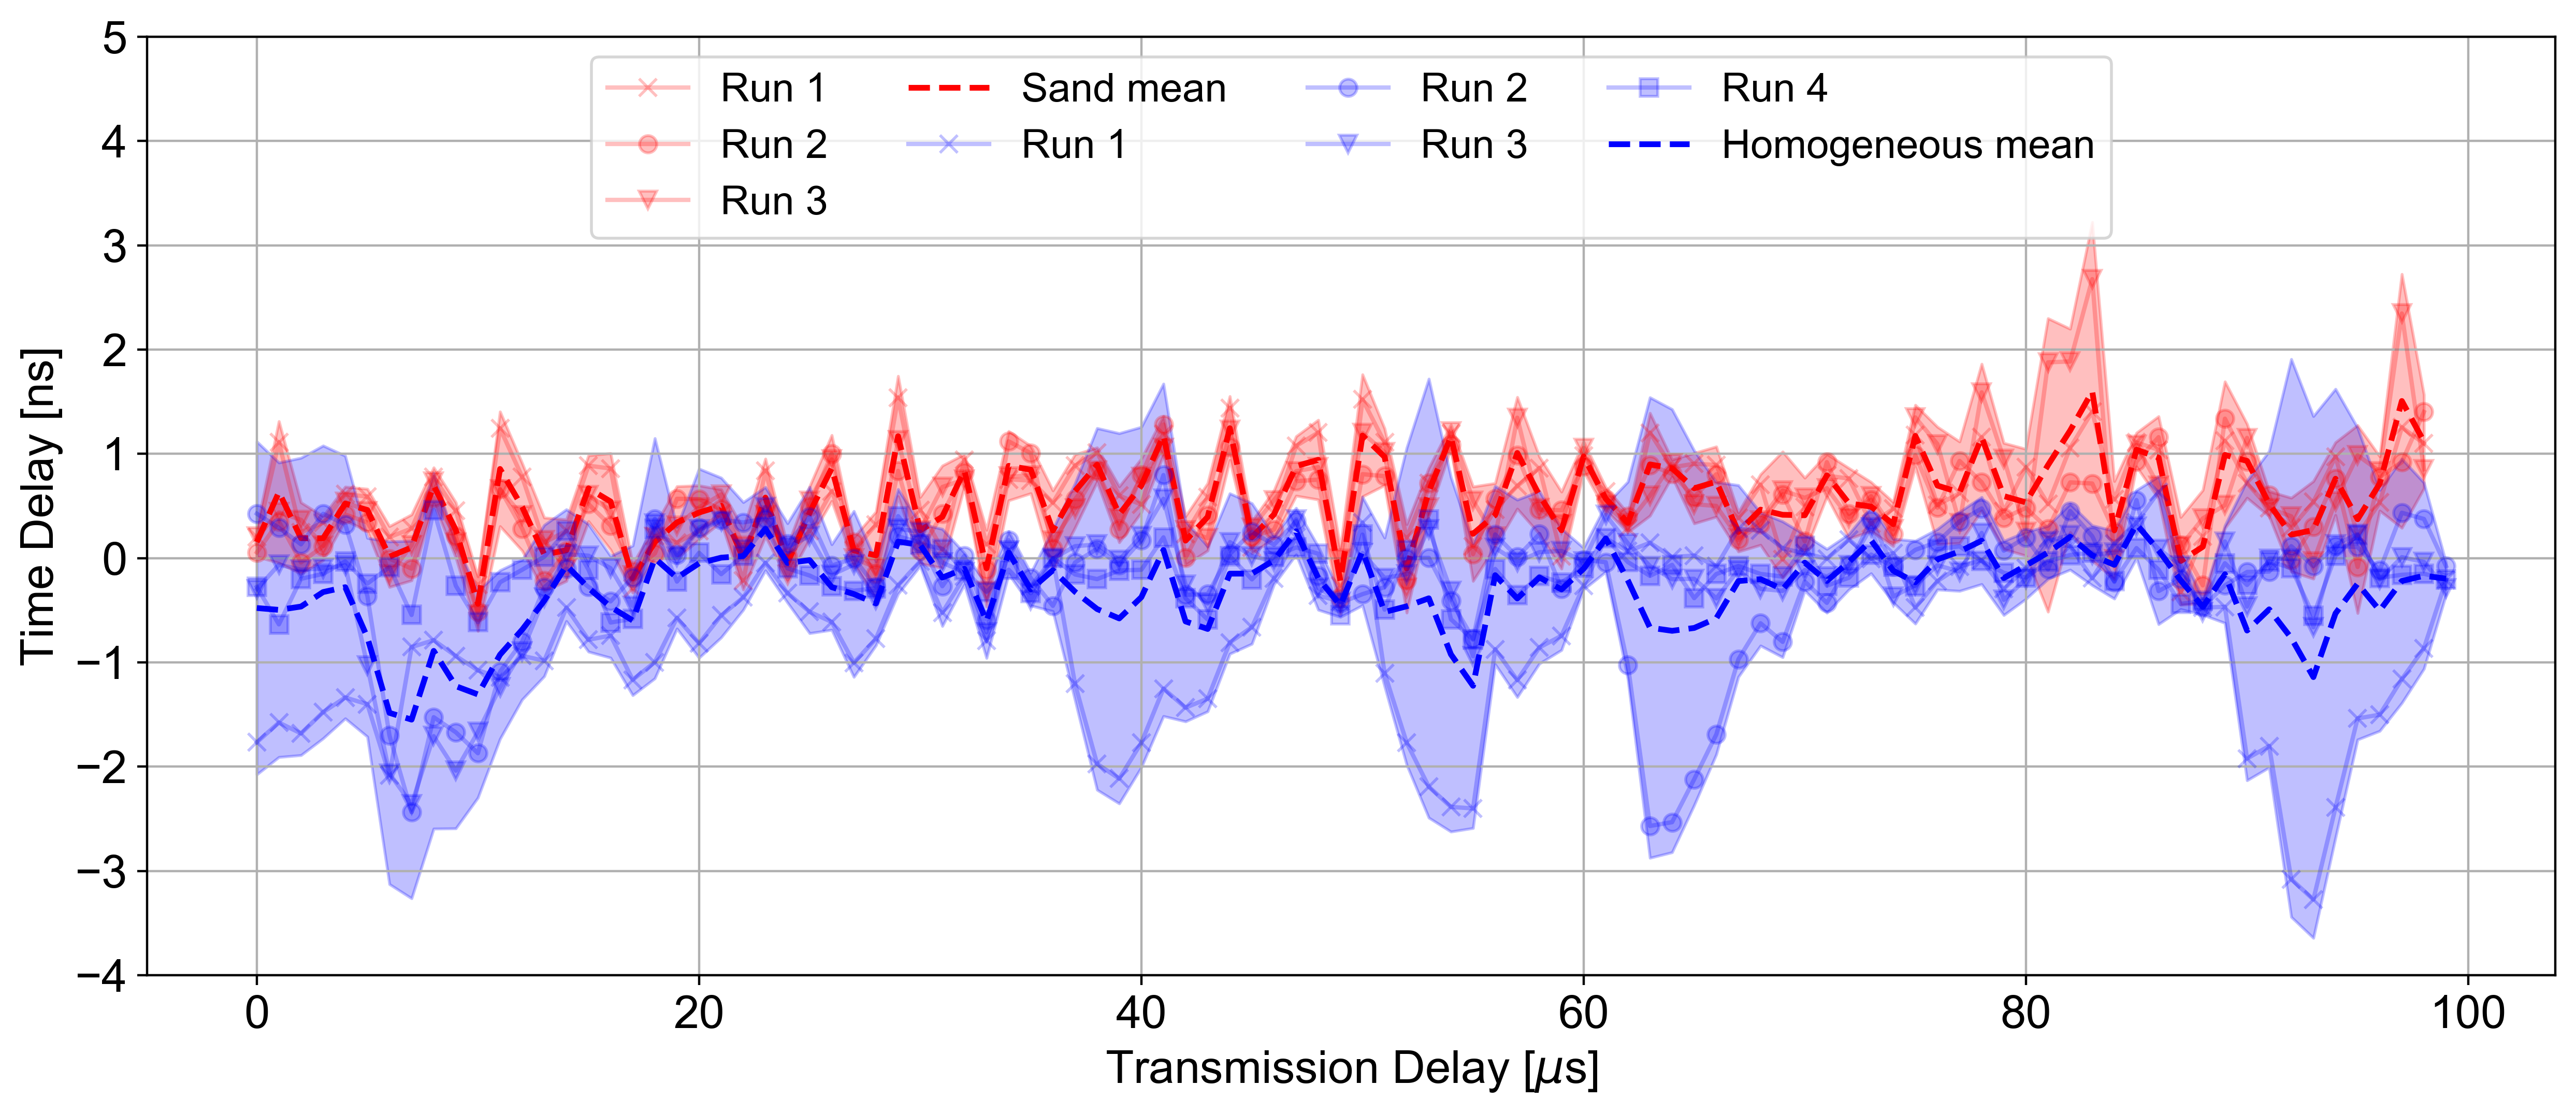 5
4
3
2
1
0
−1
−2
−3
−4
Time Delay [ns]
Run 1
Run 2
Run 3
Sand mean
Run 1
Run 2
Run 3
Run 4
Homogeneous mean
0
20
40
60
80
100
Transmission Delay [μs]